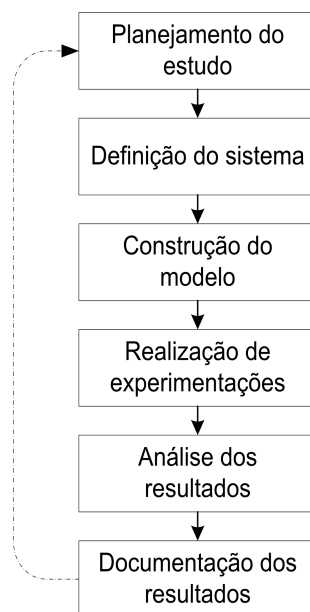 Planejamento do
estudo
Definição do sistema
Construção do
modelo
Realização de
experimentações
Análise dos
resultados
Documentação dos
resultados